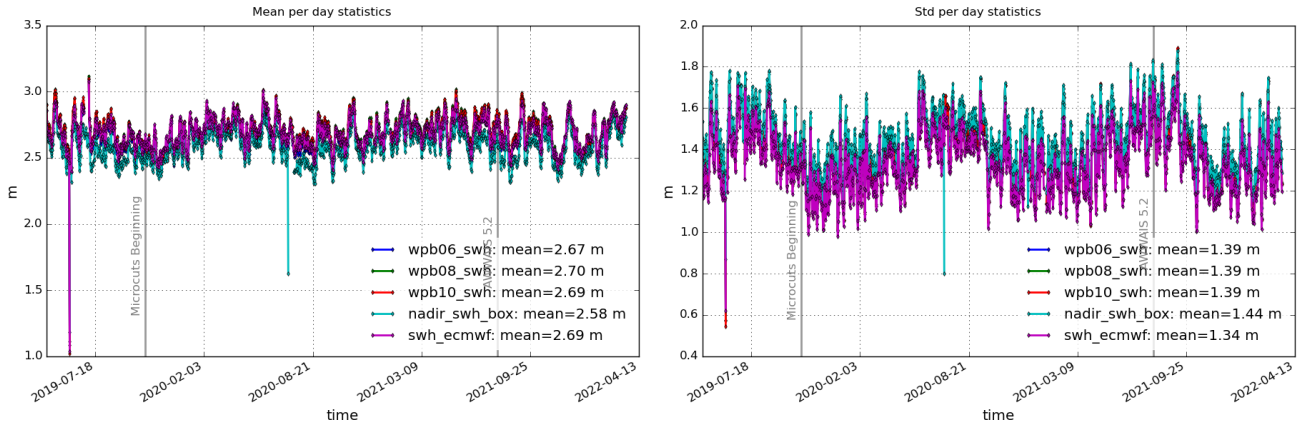 Mean per day statistics
3.5
3.0
2.5
2.0
1.5
1.0
m
Microcuts Beginning
AWWAIS 5.2
wpb06_swh: mean=2.67 m
wpb08_swh: mean=2.70 m
wpb10_swh: mean=2.69 m
nadir_swh_box: mean=2.58 m
swh_ecmwf: mean=2.69 m
2019-07-18
2020-02-03
2020-08-21
2021-03-09
2021-09-25
2022-04-13
time
Std per day statistics
2.0
1.8
1.6
1.4
1.2
1.0
0.8
0.6
0.4
m
Microcuts Beginning
5.2
wpb06_swh: mean=1.39 m
wpb08_swh: mean=1.39 m
wpb10_swh: mean=1.39 m
nadir_swh_box: mean=1.44 m
swh_ecmwf: mean=1.34 m
2019-07-18
2020-02-03
2020-08-21
2021-03-09
2021-09-25
2022-04-13
time